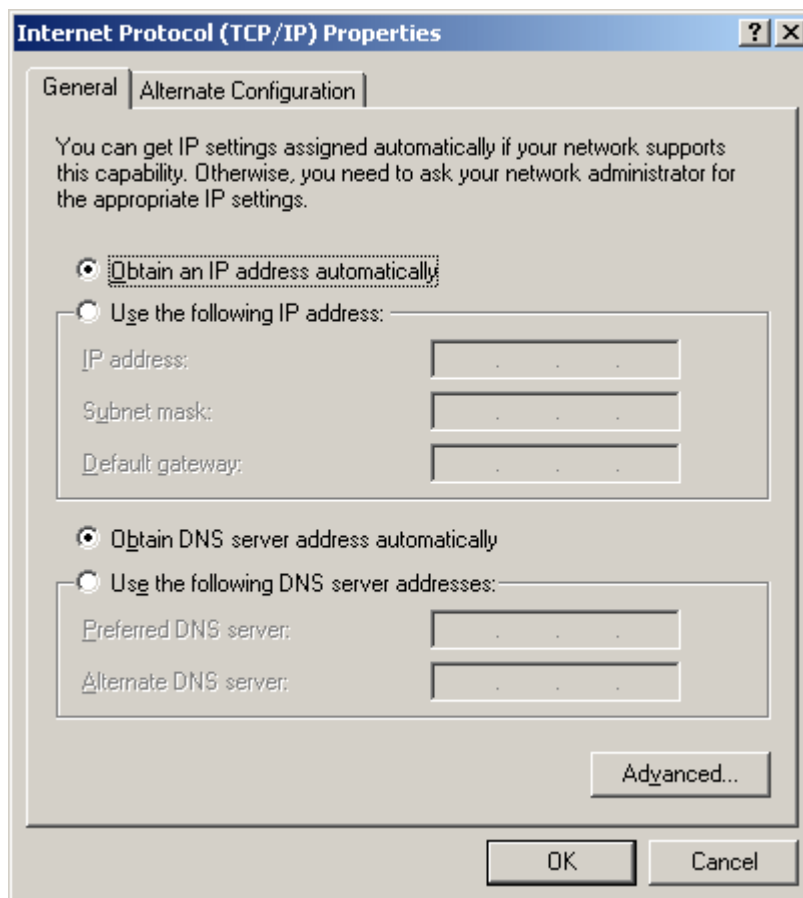 Internet Protocol (TCP/IP) Properties
General
Alternate Configuration
You can get IP settings assigned automatically if your network supports
this capability. Otherwise, you need to ask your network administrator for
the appropriate IP settings.
Obtain an IP address automatically
Use the following IP address:
IP address:
Subnet mask:
Default gateway:
Obtain DNS server address automatically
Use the following DNS server addresses:
Preferred DNS server:
Alternate DNS server:
Advanced...
OK
Cancel